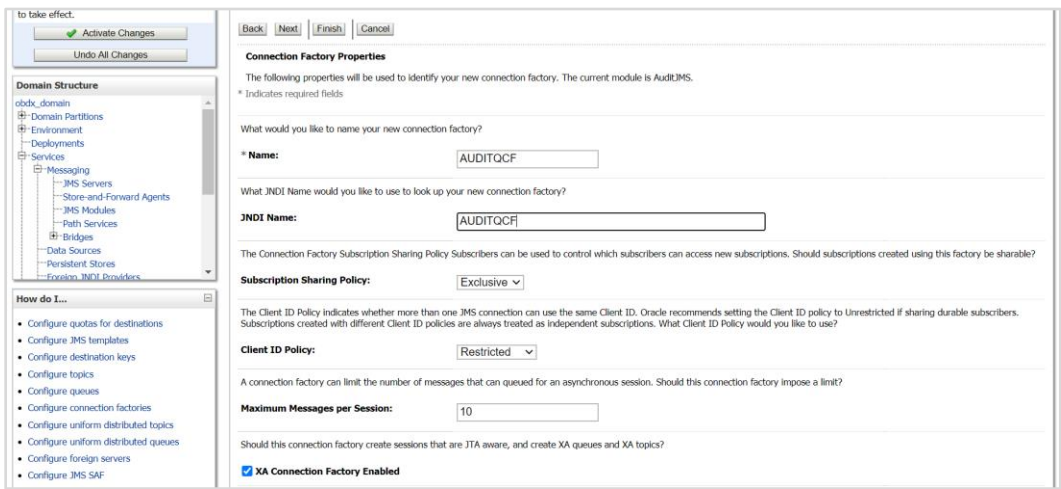 to take effect.
Activate Changes
Undo All Changes
Domain Structure
obdx_domain
Domain Partitions
Environment
Deployments
Services
Messaging
JMS Servers
Store-and-Forward Agents
JMS Modules
Path Services
Bridges
Data Sources
Persistent Stores
Foreign JNDI Providers
How do I...
Configure quotas for destinations
Configure JMS templates
Configure destination keys
Configure topics
Configure queues
Configure connection factories
Configure uniform distributed topics
Configure uniform distributed queues
Configure foreign servers
Configure JMS SAF
Back Next Finish Cancel
Connection Factory Properties
The following properties will be used to identify your new connection factory. The current module is AuditJMS.
* Indicates required fields
What would you like to name your new connection factory?
* Name: AUDITQCF
What JNDI Name would you like to use to look up your new connection factory?
JNDI Name: AUDITQCF
The Connection Factory Subscription Sharing Policy Subscribers can be used to control which subscribers can access new subscriptions. Should subscriptions created using this factory be sharable?
Subscription Sharing Policy: Exclusive
The Client ID Policy indicates whether more than one JMS connection can use the same Client ID. Oracle recommends setting the Client ID policy to Unrestricted if sharing durable subscribers.
Subscriptions created with different Client ID policies are always treated as independent subscriptions. What Client ID Policy would you like to use?
Client ID Policy: Restricted
A connection factory can limit the number of messages that can queued for an asynchronous session. Should this connection factory impose a limit?
Maximum Messages per Session: 10
Should this connection factory create sessions that are JTA aware, and create XA queues and XA topics?
XA Connection Factory Enabled